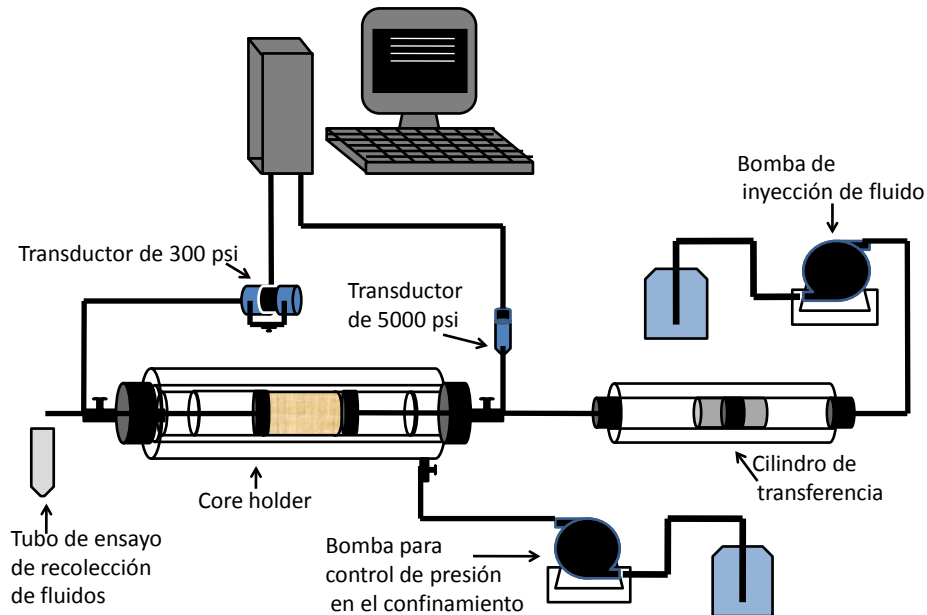 Bomba de
inyección de fluido
Transductor de 300 psi
Transductor
de 5000 psi
Core holder
Cilindro de
transferencia
Tubo de ensayo
de recolección
de fluidos
Bomba para
control de presión
en el confinamiento